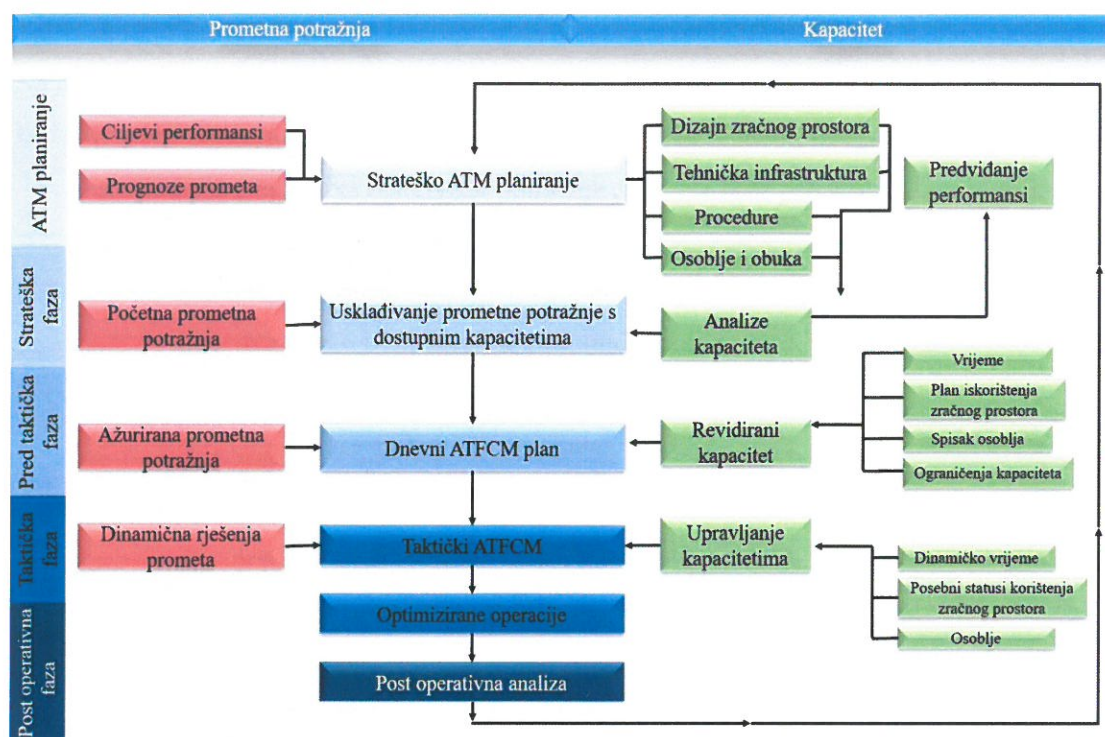 Prometna potražnja
Kapacitet
ATM planiranje
Ciljevi performansi
Prognoze prometa
Strateško ATM planiranje
Dizajn zračnog prostora
Tehnička infrastruktura
Procedure
Osoblje i obuka
Predviđanje
performansi
Strateška
faza
Početna prometna
potražnja
Usklađivanje prometne potražnje s
dostupnim kapacitetima
Analize
kapaciteta
Pred taktička
faza
Ažurirana prometna
potražnja
Dnevni ATFCM plan
Revidirani
kapacitet
Vrijeme
Plan iskorištenja
zračnog prostora
Spisak osoblja
Ograničenja kapaciteta
Taktička
faza
Dinamična rješenja
prometa
Taktički ATFCM
Upravljanje
kapacitetima
Dinamičko vrijeme
Posebni statusi korištenja
zračnog prostora
Osoblje
Optimizirane operacije
Post operativna
faza
Post operativna analiza